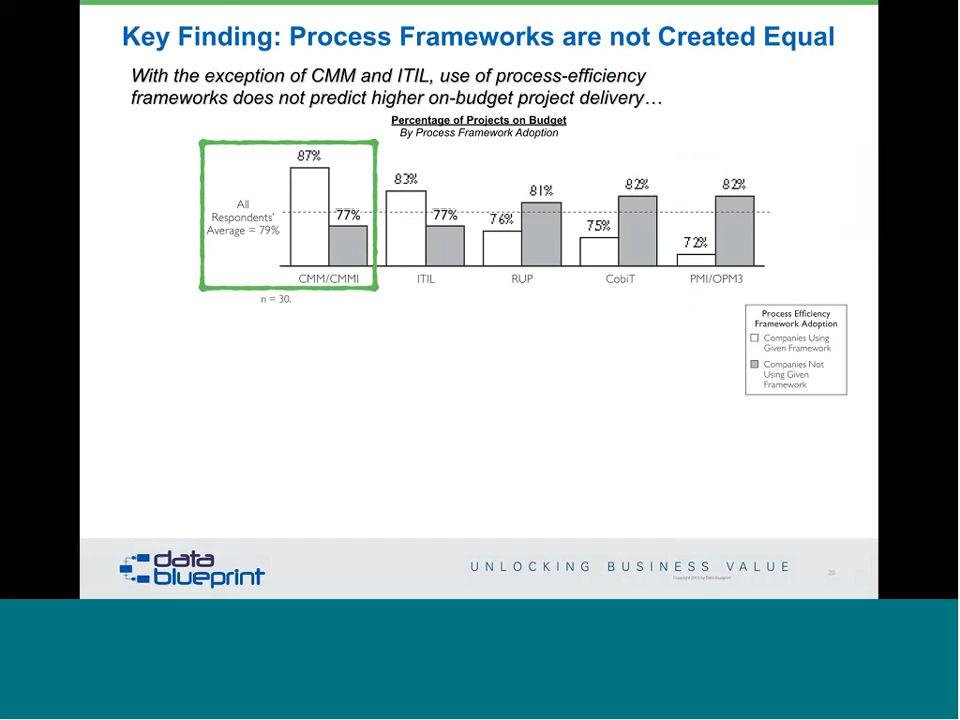 Key Finding: Process Frameworks are not Created Equal
With the exception of CMM and ITIL, use of process-efficiency
frameworks does not predict higher on-budget project delivery…
Percentage of Projects on Budget
By Process Framework Adoption
87%
83%
81%
82%
82%
All
Respondents'
Average = 79%
77%
77%
76%
75%
72%
CMM/CMMI
ITIL
RUP
CobiT
PMI/OPM3
n = 30.
Process Efficiency
Framework Adoption
Companies Using
Given Framework
Companies Not
Using Given
Framework
data
blueprint
UNLOCKING BUSINESS VALUE